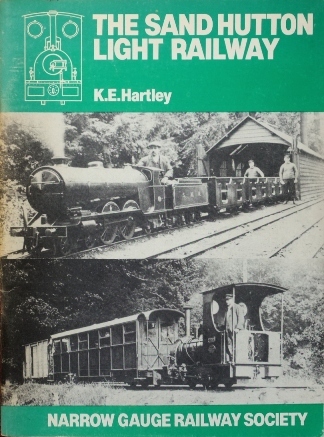 THE SAND HUTTON
LIGHT RAILWAY
K.E.Hartley
NARROW GAUGE RAILWAY SOCIETY